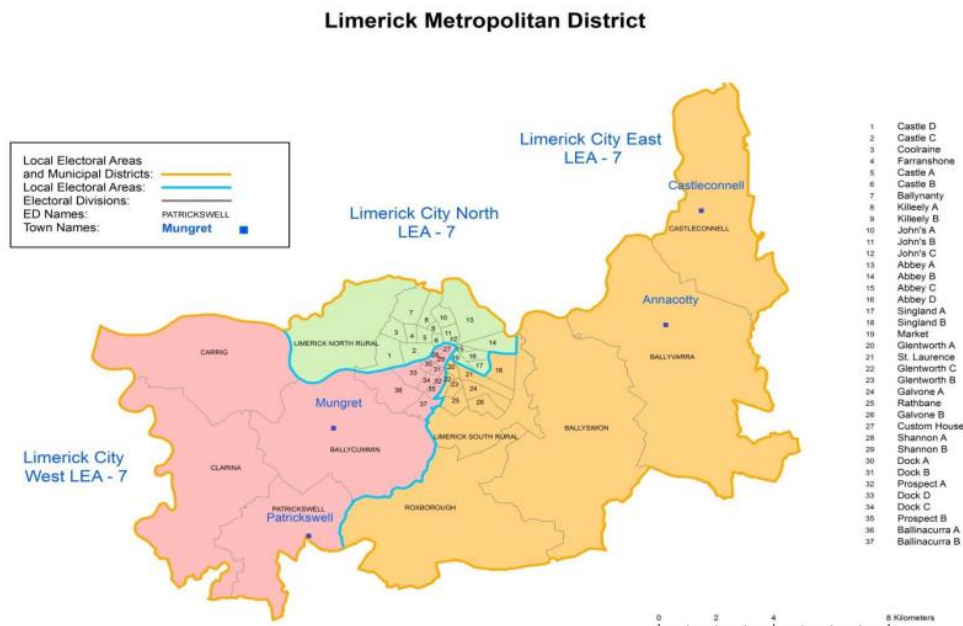 Limerick Metropolitan District
Local Electoral Areas
and Municipal Districts:
Local Electoral Areas:
Electoral Divisions:
ED Names: PATRICKSWELL
Town Names: Mungret
Limerick City East
LEA - 7
Limerick City North
LEA - 7
Limerick City
West LEA - 7
Castleconnell
CASTLECONNELL
Annacotty
BALLYVARRA
LIMERICK NORTH RURAL
CARRIG
Mungret
BALLYCUMMIN
CLARINA
PATRICKSWELL
Patrickswell
LIMERICK SOUTH RURAL
BALLYSIMON
ROXBOROUGH
1 Castle D
2 Castle C
3 Coolraine
4 Farranshone
5 Castle A
6 Castle B
7 Ballynanty
8 Killeely A
9 Killeely B
10 John's A
11 John's B
12 John's C
13 Abbey A
14 Abbey B
15 Abbey C
16 Abbey D
17 Singland A
18 Singland B
19 Market
20 Glentworth A
21 St. Laurence
22 Glentworth C
23 Glentworth B
24 Galvone A
25 Rathbane
26 Galvone B
27 Custom House
28 Shannon A
29 Shannon B
30 Dock A
31 Dock B
32 Prospect A
33 Dock D
34 Dock C
35 Prospect B
36 Ballinacurra A
37 Ballinacurra B
0 2 4 8 Kilometers